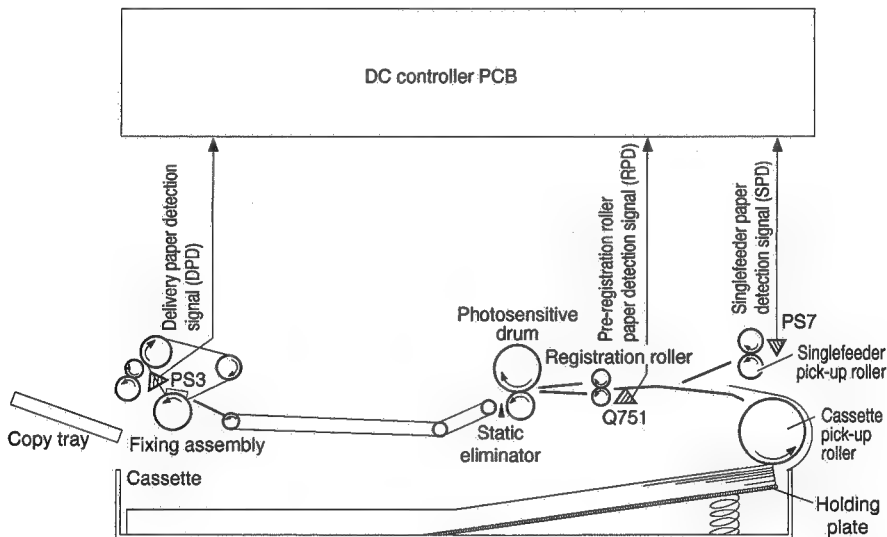 DC controller PCB
Delivery paper detection
signal (DPD)
Pre-registration roller
paper detection signal (RPD)
Singlefeeder paper
detection signal (SPD)
PS7
Photosensitive
drum
Registration roller
Singlefeeder
pick-up roller
PS3
Q751
Copy tray
Fixing assembly
Static
eliminator
Cassette
pick-up
roller
Cassette
Holding
plate